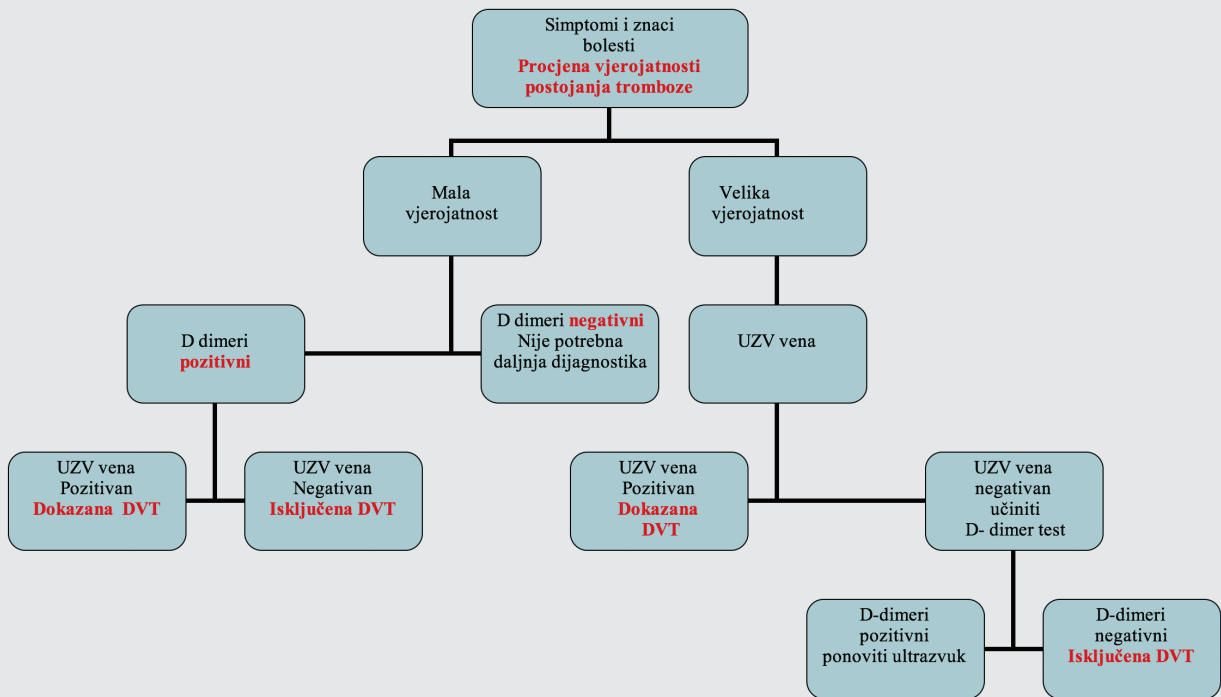 Simptomi i znaci
bolesti
Procjena vjerojatnosti
postojanja tromboze
Mala
vjerojatnost
Velika
vjerojatnost
D dimeri
pozitivni
D dimeri negativni
Nije potrebna
daljnja dijagnostika
UZV vena
UZV vena
Pozitivan
Dokazana DVT
UZV vena
Negativan
Isključena DVT
UZV vena
Pozitivan
Dokazana
DVT
UZV vena
negativan
učiniti
D- dimer test
D-dimeri
pozitivni
ponoviti ultrazvuk
D-dimeri
negativni
Isključena DVT